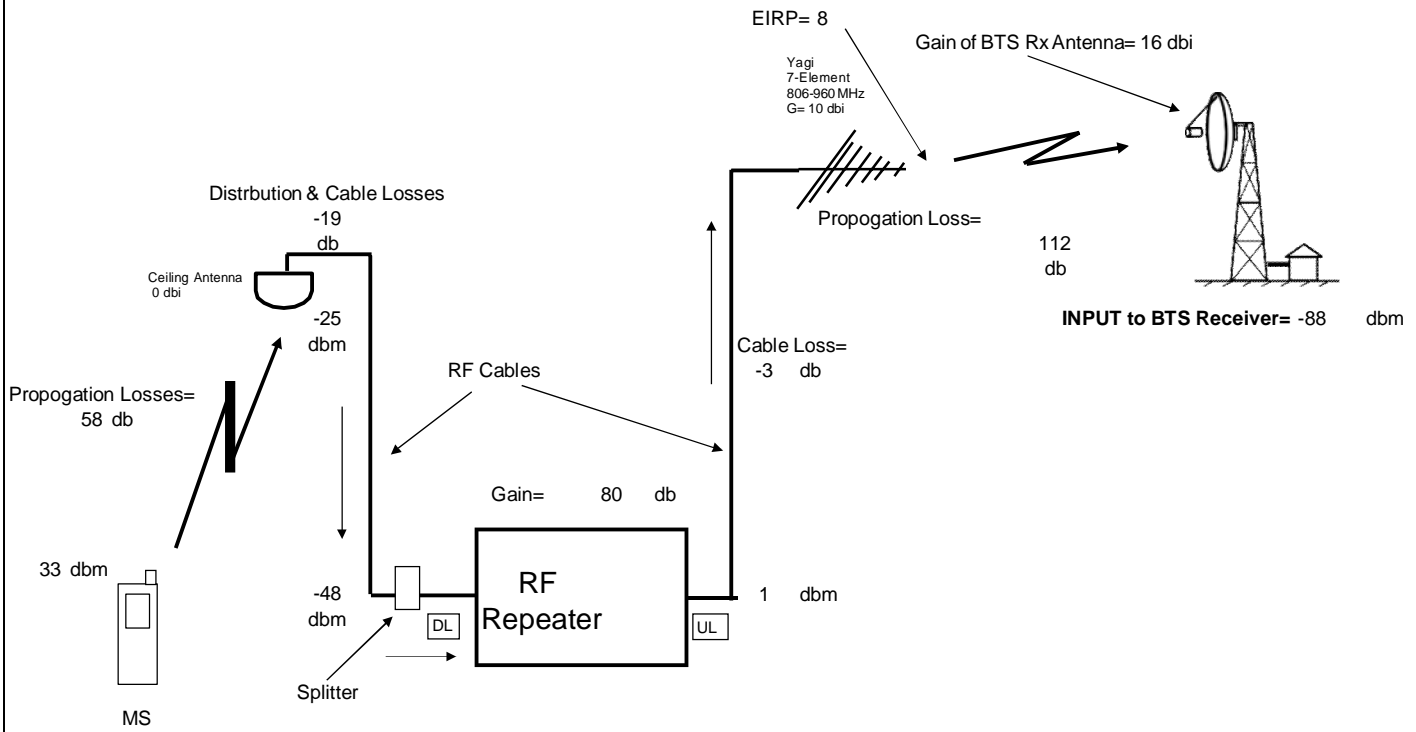 EIRP= 8
Gain of BTS Rx Antenna= 16 dbi
Yagi
7-Element
806-960 MHz
G= 10 dbi
Distrbution & Cable Losses
-19
db
Propogation Loss=
112
db
Ceiling Antenna
0 dbi
-25
dbm
INPUT to BTS Receiver= -88 dbm
Cable Loss=
-3 db
RF Cables
Propogation Losses=
58 db
Gain= 80 db
33 dbm
RF
Repeater
-48
dbm
1 dbm
DL
UL
Splitter
MS